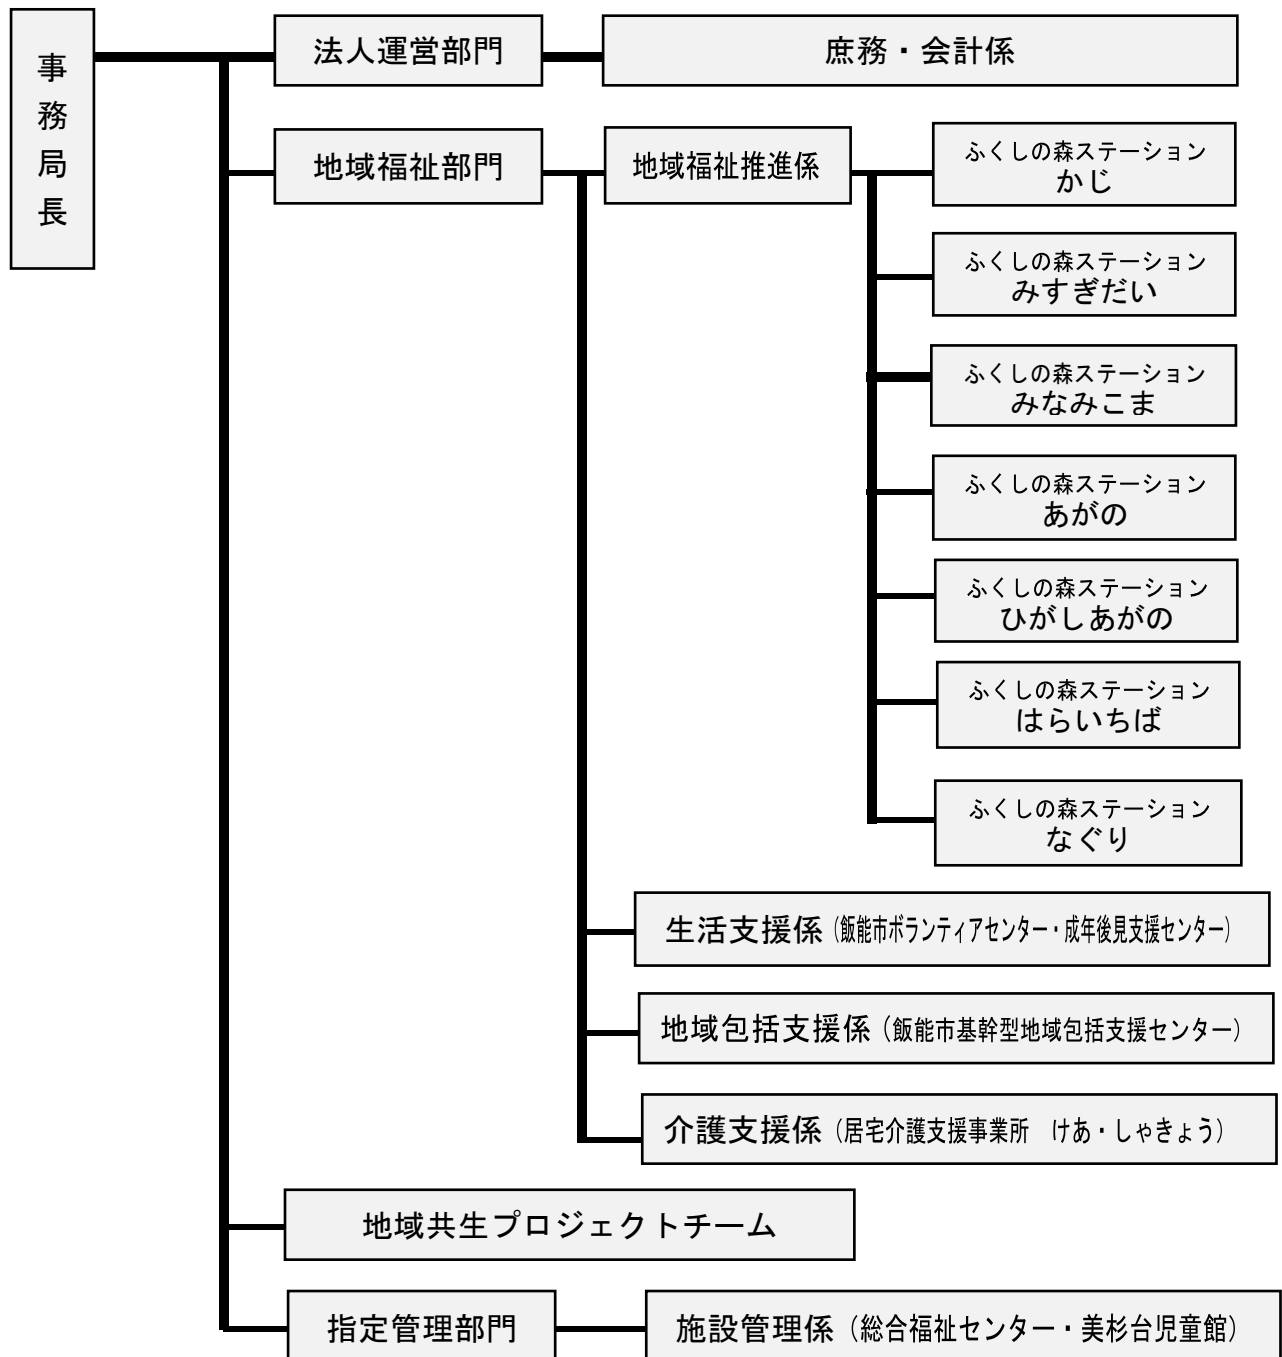 事務局長
法人運営部門
庶務・会計係
地域福祉部門
地域福祉推進係
ふくしの森ステーション
かじ
ふくしの森ステーション
みすぎだい
ふくしの森ステーション
みなみこま
ふくしの森ステーション
あがの
ふくしの森ステーション
ひがしあがの
ふくしの森ステーション
はらいちば
ふくしの森ステーション
なぐり
生活支援係（飯能市ボランティアセンター・成年後見支援センター）
地域包括支援係（飯能市基幹型地域包括支援センター）
介護支援係（居宅介護支援事業所　けあ・しゃきょう）
地域共生プロジェクトチーム
指定管理部門
施設管理係（総合福祉センター・美杉台児童館）